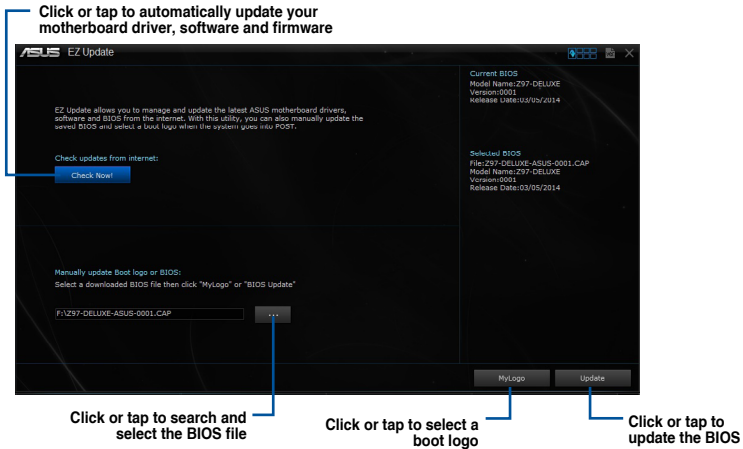 Click or tap to automatically update your
motherboard driver, software and firmware
ASUS EZ Update
Current BIOS
Model Name:Z97-DELUXE
Version:0001
Release Date:03/05/2014
EZ Update allows you to manage and update the latest ASUS motherboard drivers,
software and BIOS from the internet. With this utility, you can also manually update the
saved BIOS and select a boot logo when the system goes into POST.
Check updates from internet:
Check Now!
Selected BIOS
File:Z97-DELUXE-ASUS-0001.CAP
Model Name:Z97-DELUXE
Version:0001
Release Date:03/05/2014
Manually update Boot logo or BIOS:
Select a downloaded BIOS file then click "MyLogo" or "BIOS Update"
F:\Z97-DELUXE-ASUS-0001.CAP
...
MyLogo
Update
Click or tap to search and
select the BIOS file
Click or tap to select a
boot logo
Click or tap to
update the BIOS